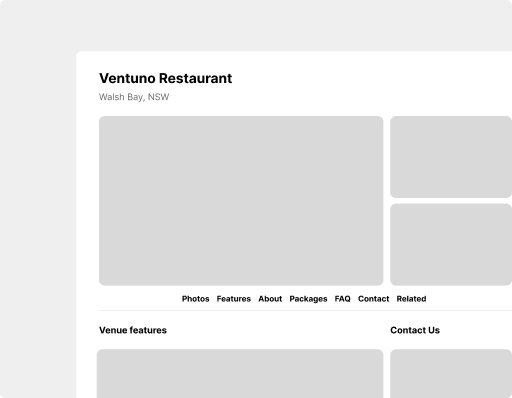 Ventuno Restaurant
Walsh Bay, NSW
Photos Features About Packages FAQ Contact Related
Venue features
Contact Us